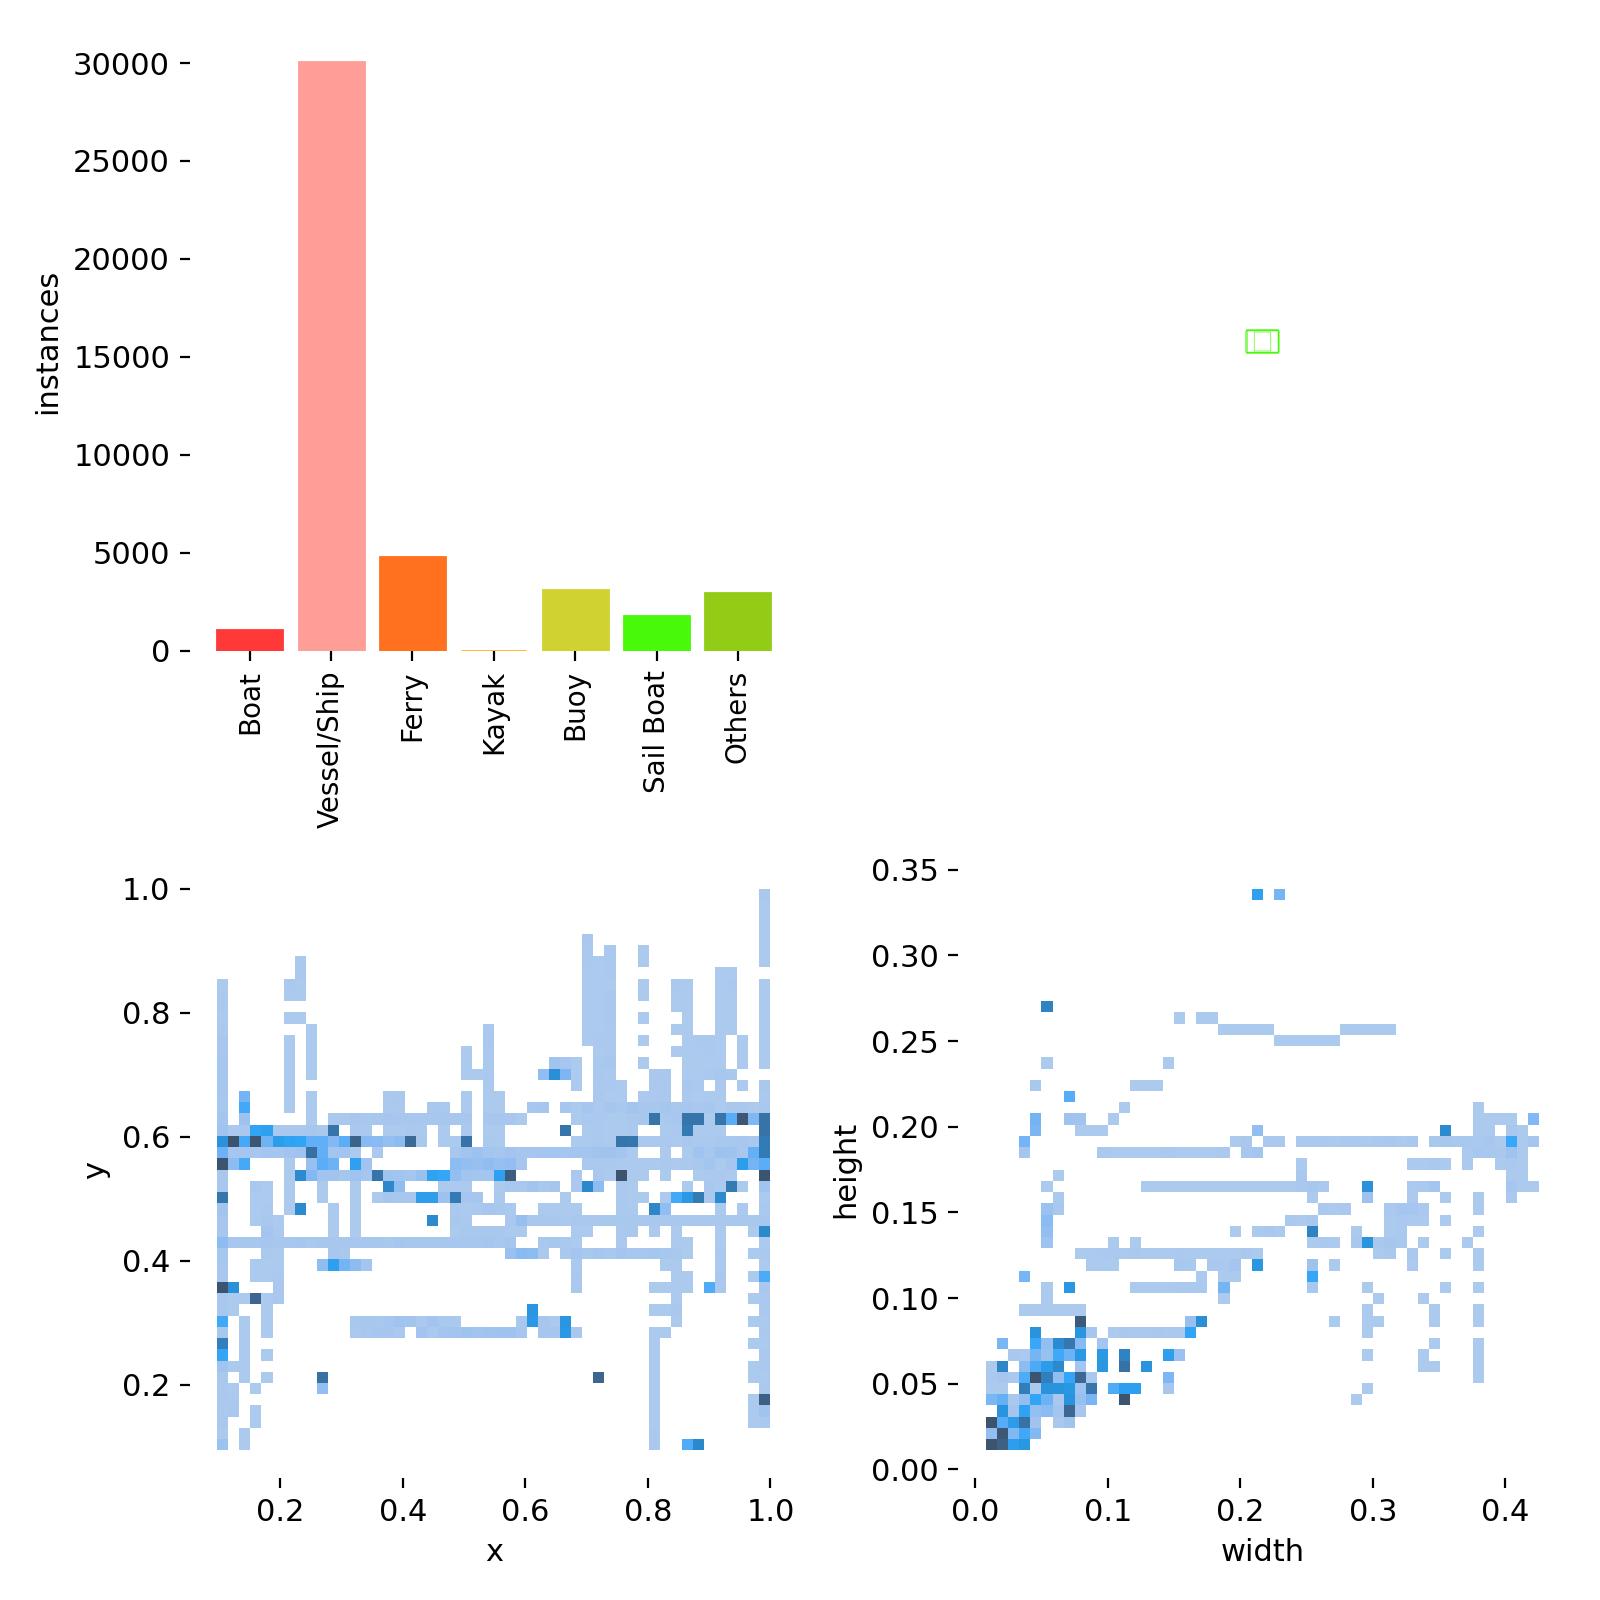 30000
25000
20000
15000
10000
5000
0
instances
Boat
Vessel/Ship
Ferry
Kayak
Buoy
Sail Boat
Others
1.0
0.8
0.6
0.4
0.2
y
0.2 0.4 0.6 0.8 1.0
x
0.35
0.30
0.25
0.20
0.15
0.10
0.05
0.00
height
0.0 0.1 0.2 0.3 0.4
width